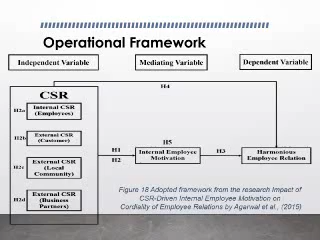 Operational Framework
Independent Variable
Mediating Variable
Dependent Variable
H4
CSR
H2a
Internal CSR
(Employees)
H2b
External CSR
(Customer)
H1
H2
H5
Internal Employee
Motivation
H3
Harmonious
Employee Relation
H2c
External CSR
(Local
Community)
H2d
External CSR
(Business
Partners)
Figure 18 Adopted framework from the research Impact of
CSR-Driven Internal Employee Motivation on
Cordiality of Employee Relations by Agarwal et al., (2015)